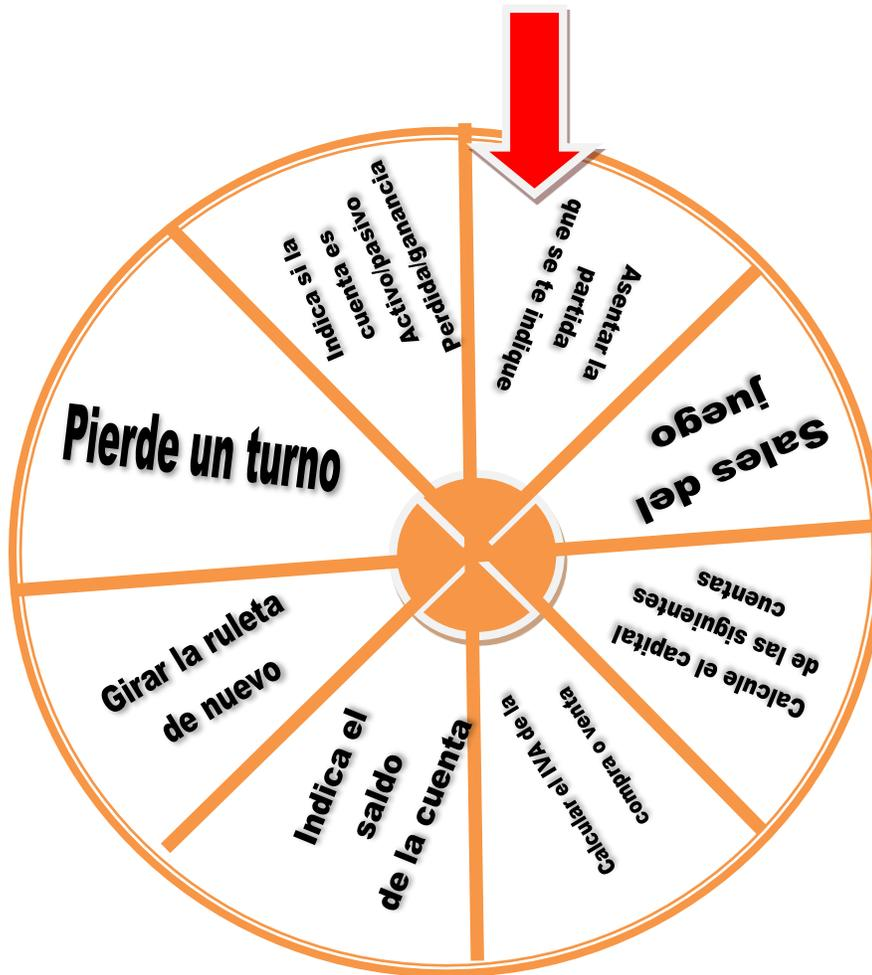 Asentar la
partida
que se te indique
Sales del
juego
Calcule el capital
de las siguientes
cuentas
Calcular el IVA de la
compra o venta
Indica el
saldo
de la cuenta
Girar la ruleta
de nuevo
Pierde un turno
Indica si la
cuenta es
Activo/pasivo
Perdida/ganancia